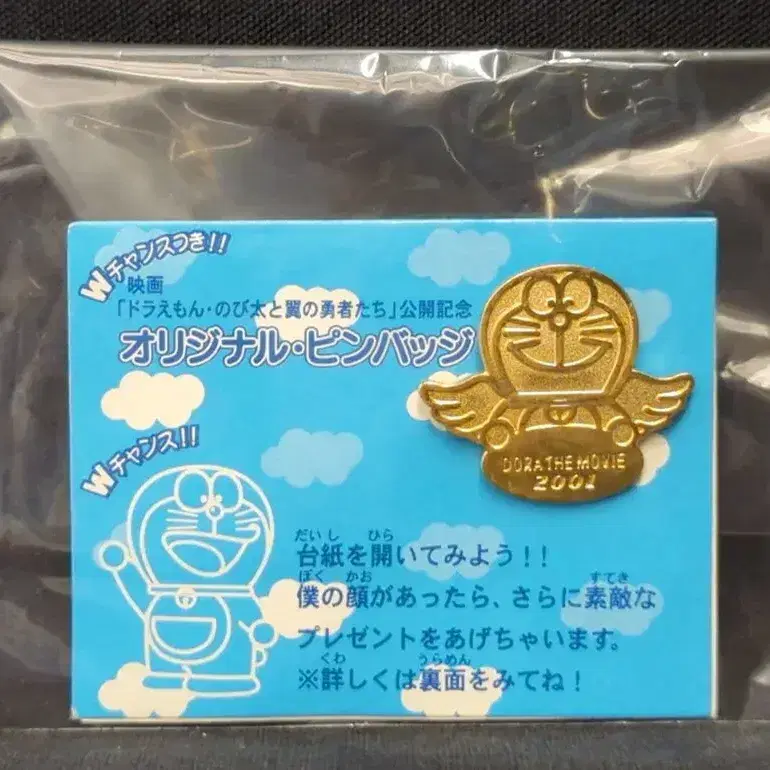 Wチャンスつき!!
映画
「ドラえもん・のび太と翼の勇者たち」公開記念
オリジナル・ピンバッジ
DORA THE MOVIE
2001
Wチャンス!!
だいし ひら
台紙を開いてみよう!!
ぼく かお すてき
僕の顔があったら、さらに素敵な
プレゼントをあげちゃいます。
くわ うらめん
※詳しくは裏面をみてね!